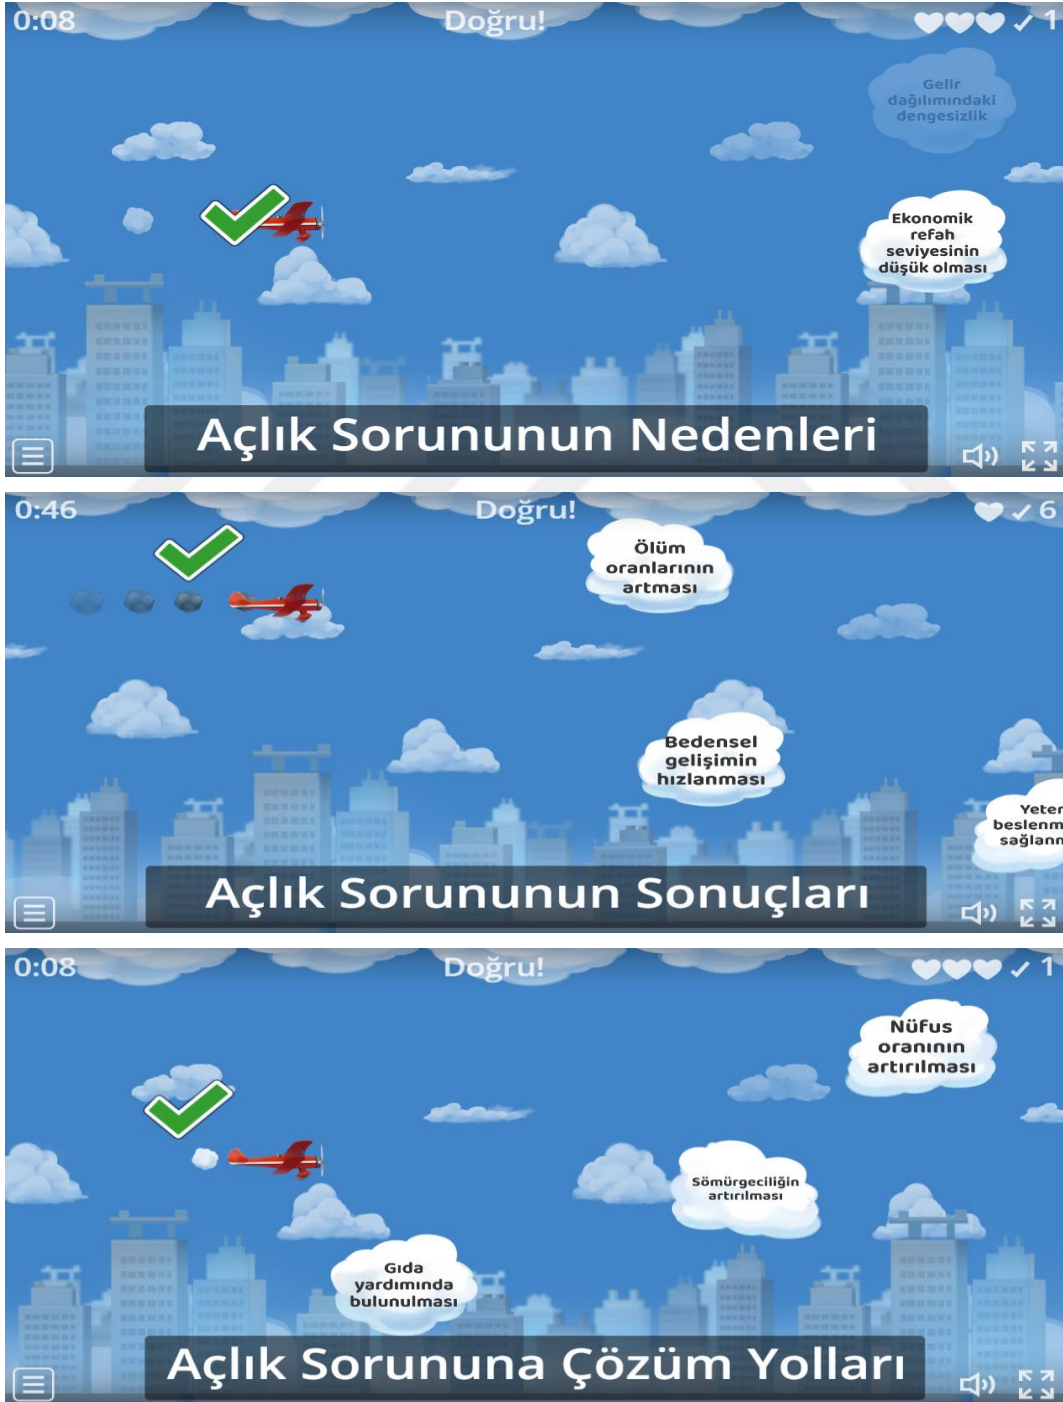 0:08 Doğru! 1
Gelir
dağılımındaki
dengesizlik
Ekonomik
refah
seviyesinin
düşük olması
Açlık Sorununun Nedenleri
0:46 Doğru! 6
Ölüm
oranlarının
artması
Bedensel
gelişimin
hızlanması
Açlık Sorununun Sonuçları
0:08 Doğru! 1
Nüfus
oranının
artırılması
Sömürgeciliğin
artırılması
Gıda
yardımında
bulunulması
Açlık Sorununa Çözüm Yolları